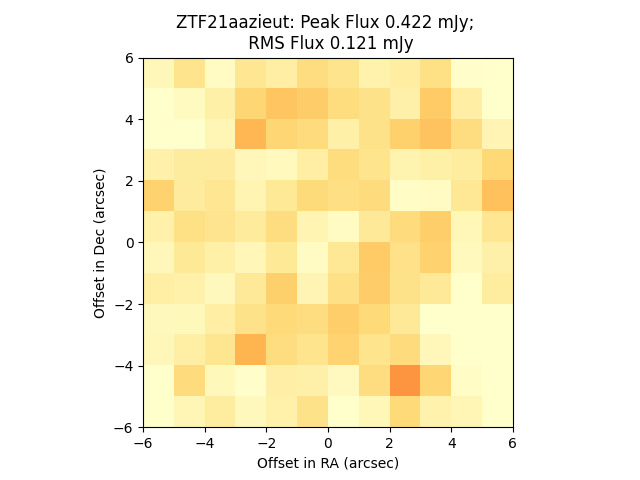 ZTF21aazieut: Peak Flux 0.422 mJy;
RMS Flux 0.121 mJy
6
4
2
0
−2
−4
−6
Offset in Dec (arcsec)
−6 −4 −2 0 2 4 6
Offset in RA (arcsec)